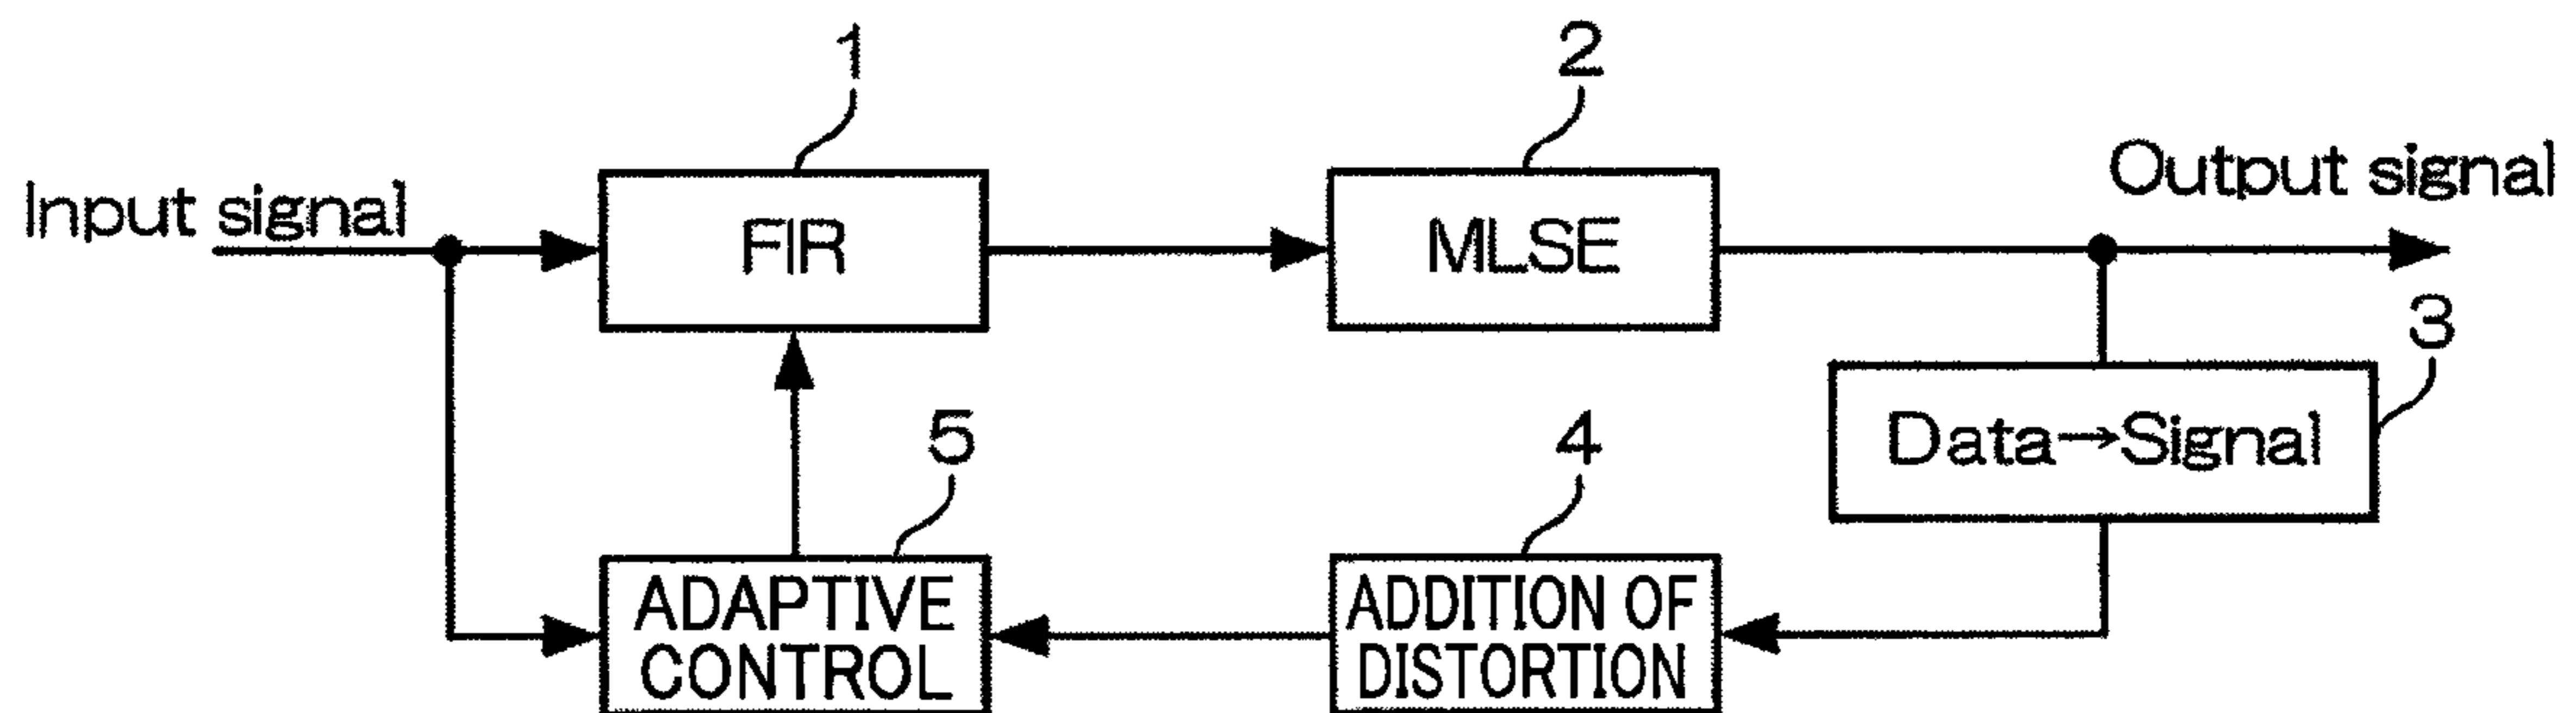 1
2
Input signal
FIR
MLSE
Output signal
3
Data→Signal
5
4
ADAPTIVE
CONTROL
ADDITION OF
DISTORTION